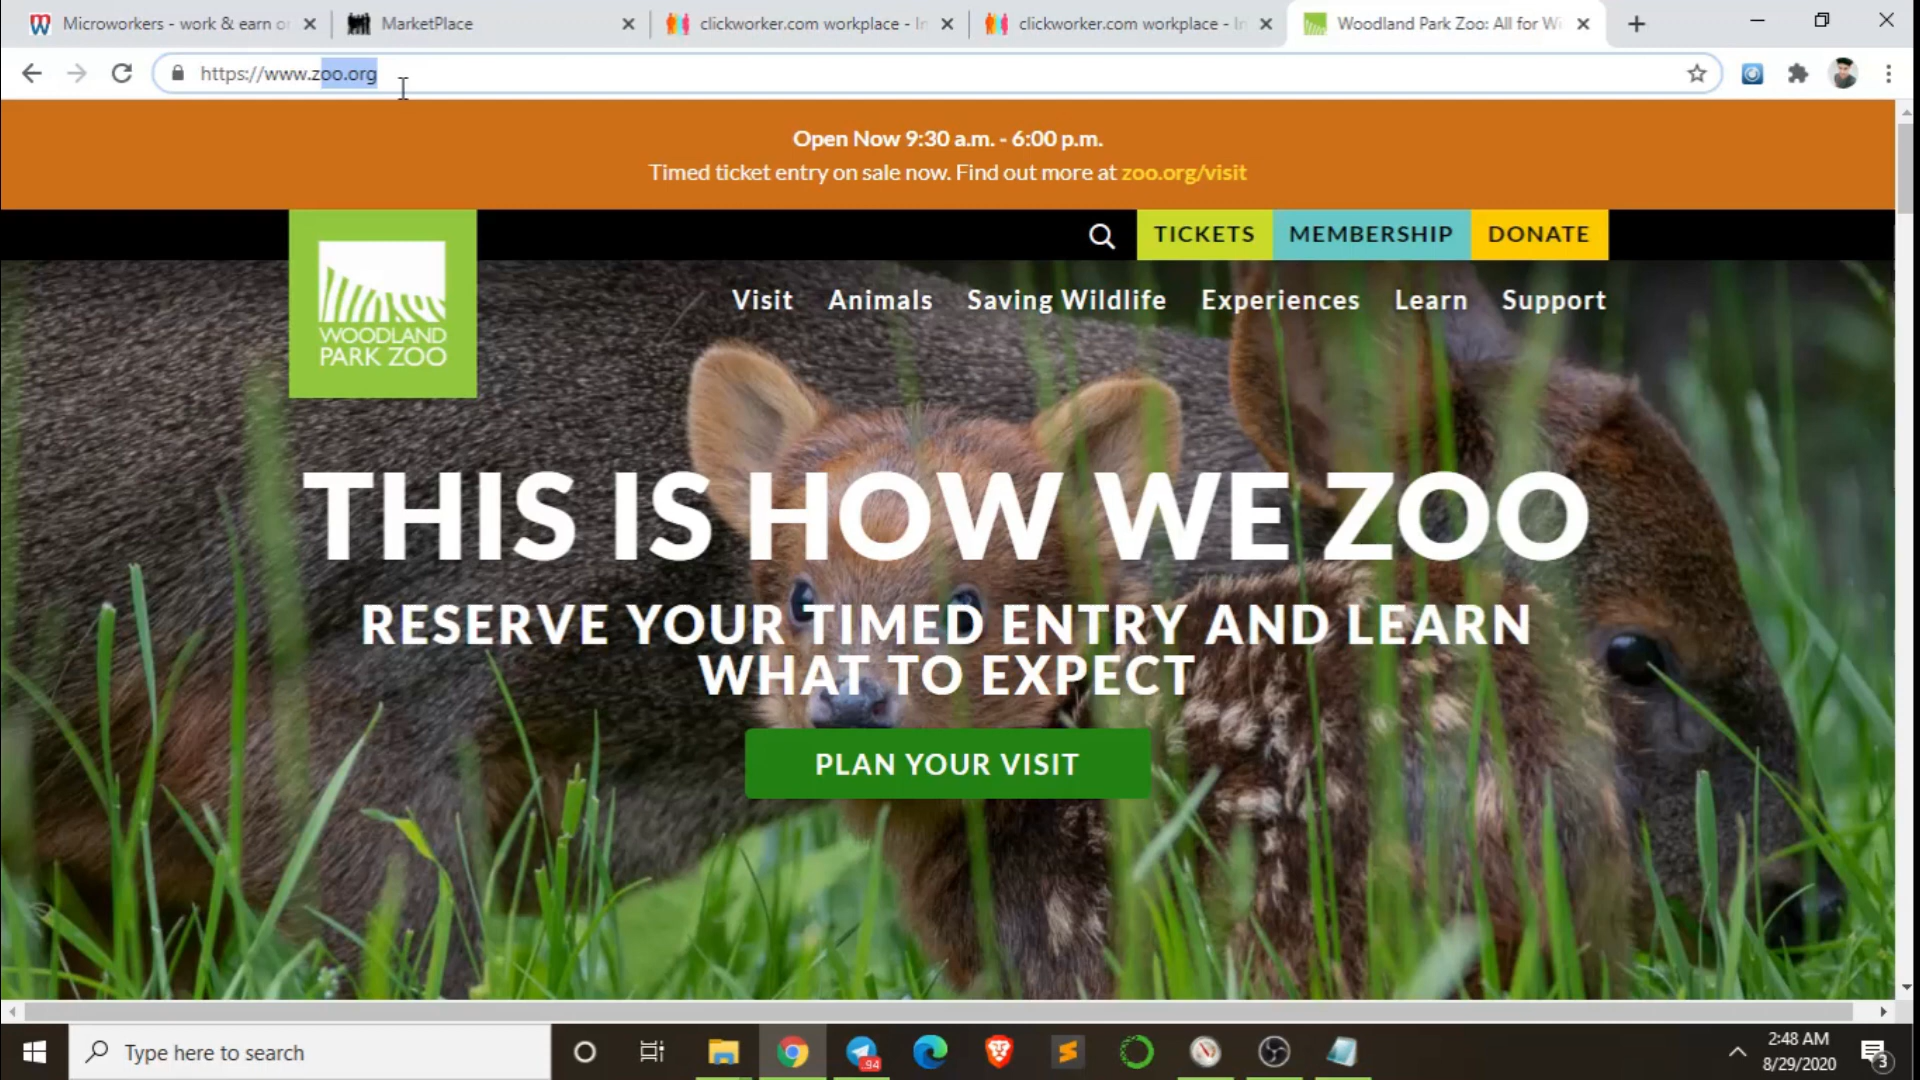 Microworkers - work & earn or
MarketPlace
clickworker.com workplace - In
clickworker.com workplace - In
Woodland Park Zoo: All for Wi
https://www.zoo.org
Open Now 9:30 a.m. - 6:00 p.m.
Timed ticket entry on sale now. Find out more at zoo.org/visit
TICKETS
MEMBERSHIP
DONATE
WOODLAND
PARK ZOO
Visit
Animals
Saving Wildlife
Experiences
Learn
Support
THIS IS HOW WE ZOO
RESERVE YOUR TIMED ENTRY AND LEARN
WHAT TO EXPECT
PLAN YOUR VISIT
Type here to search
94
2:48 AM
8/29/2020
3